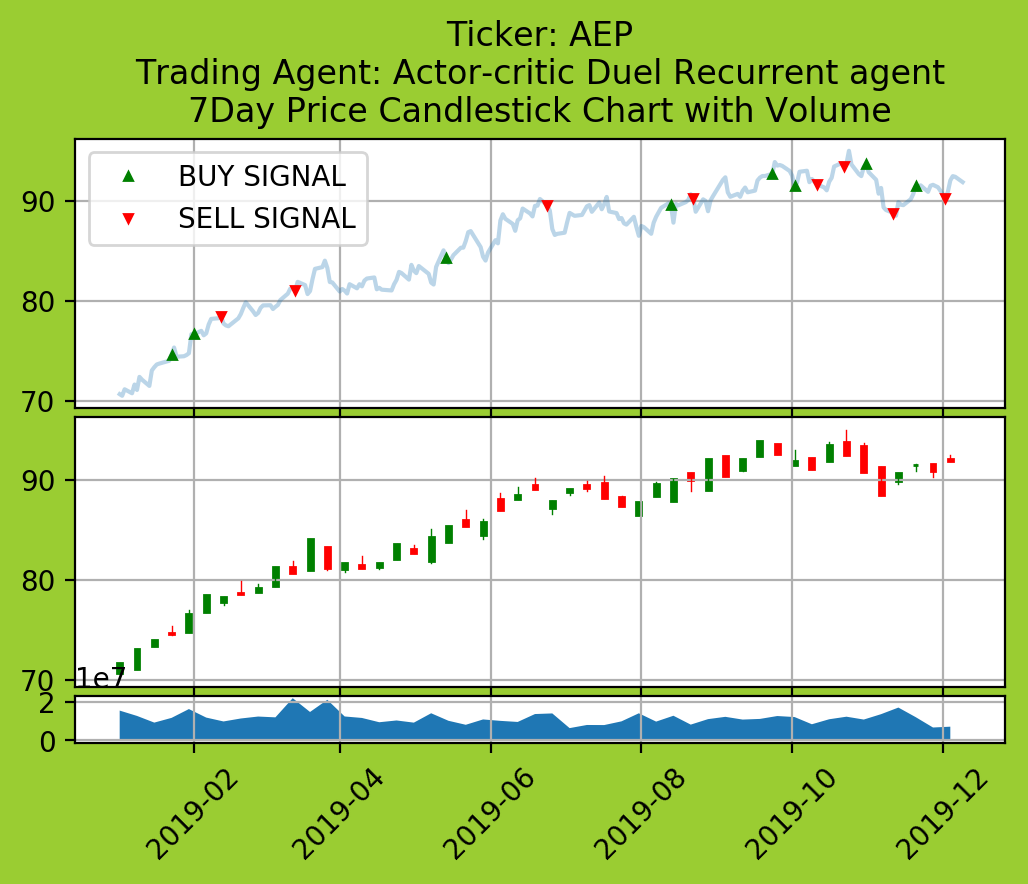 Ticker: AEP
Trading Agent: Actor-critic Duel Recurrent agent
7Day Price Candlestick Chart with Volume
BUY SIGNAL
SELL SIGNAL
90
80
70
90
80
70
1e7
2
0
2019-02
2019-04
2019-06
2019-08
2019-10
2019-12